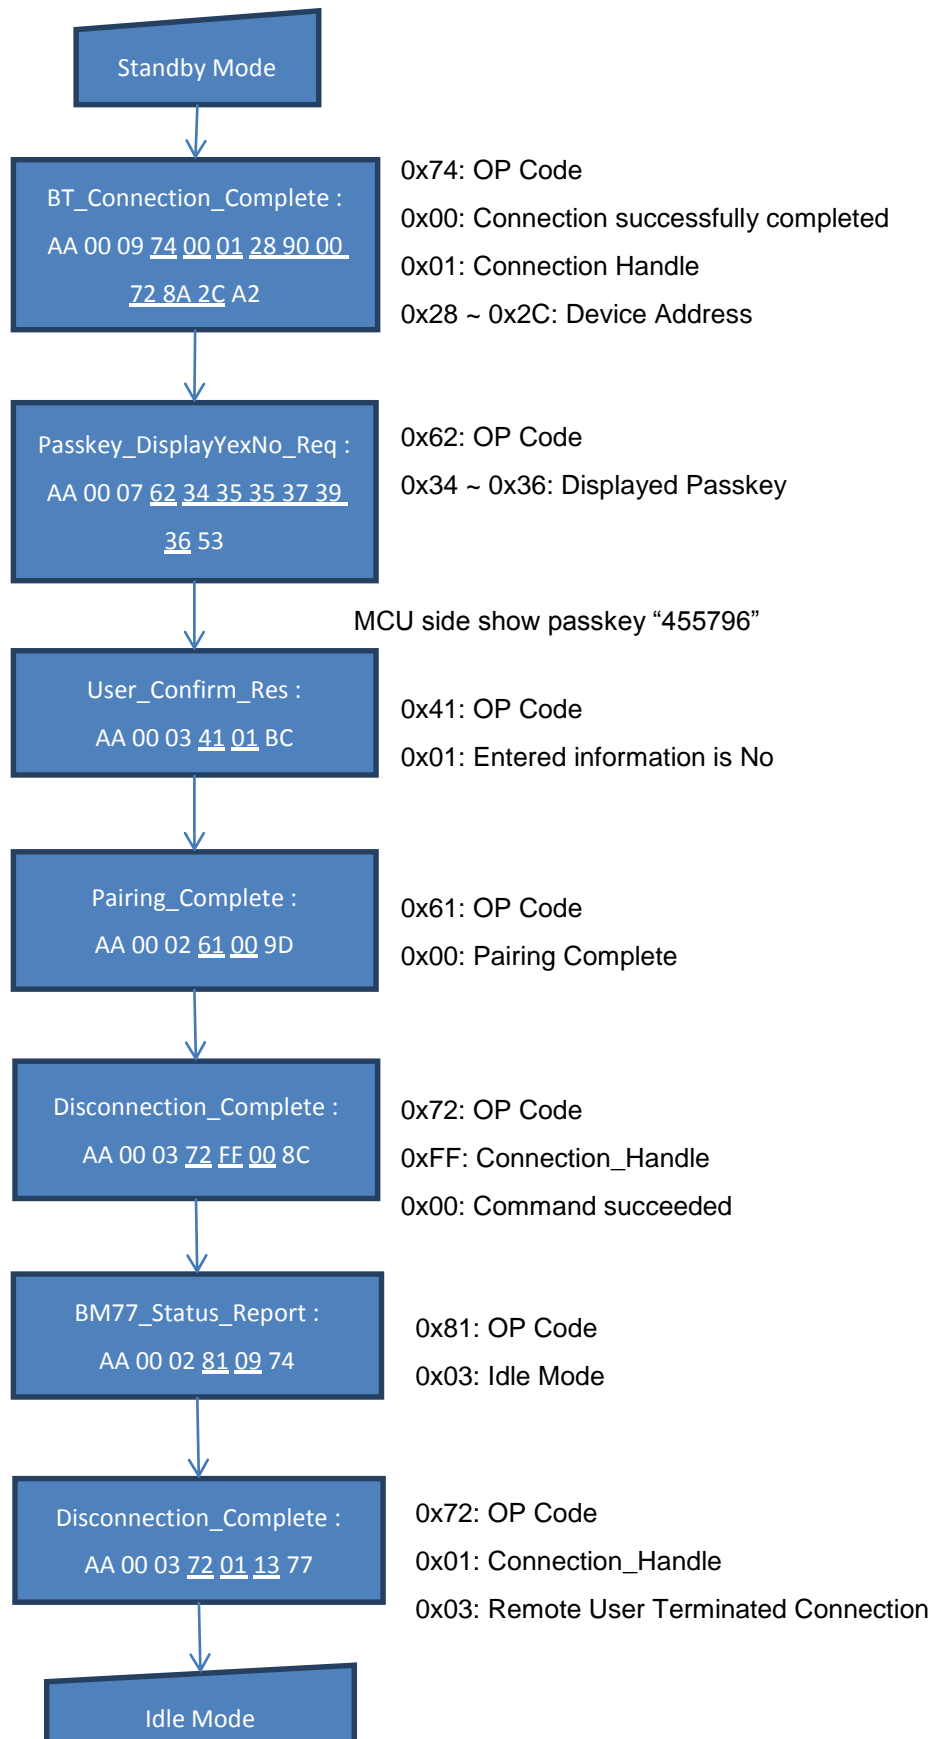 Standby Mode
BT_Connection_Complete :
AA 00 09 74 00 01 28 90 00
72 8A 2C A2
0x74: OP Code
0x00: Connection successfully completed
0x01: Connection Handle
0x28 ~ 0x2C: Device Address
Passkey_DisplayYexNo_Req :
AA 00 07 62 34 35 35 37 39
36 53
0x62: OP Code
0x34 ~ 0x36: Displayed Passkey
MCU side show passkey “455796”
User_Confirm_Res :
AA 00 03 41 01 BC
0x41: OP Code
0x01: Entered information is No
Pairing_Complete :
AA 00 02 61 00 9D
0x61: OP Code
0x00: Pairing Complete
Disconnection_Complete :
AA 00 03 72 FF 00 8C
0x72: OP Code
0xFF: Connection_Handle
0x00: Command succeeded
BM77_Status_Report :
AA 00 02 81 09 74
0x81: OP Code
0x03: Idle Mode
Disconnection_Complete :
AA 00 03 72 01 13 77
0x72: OP Code
0x01: Connection_Handle
0x03: Remote User Terminated Connection
Idle Mode